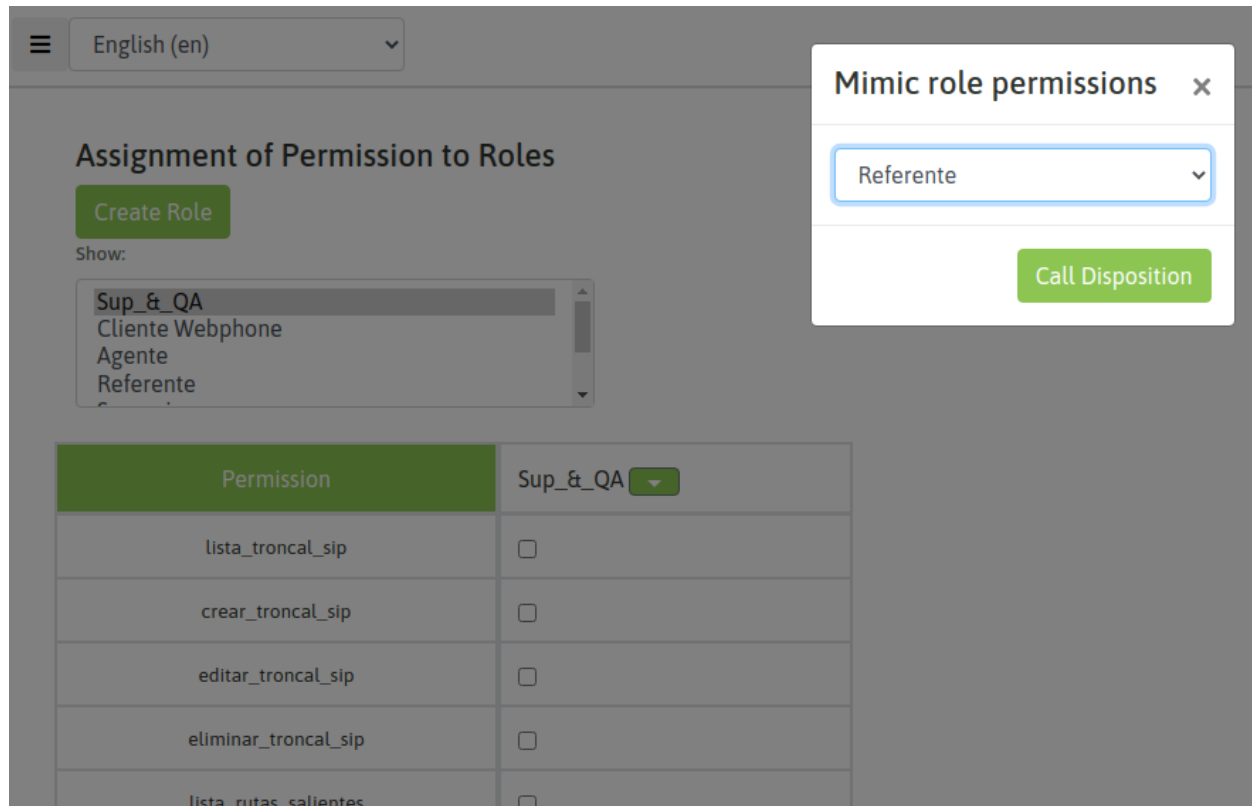 English (en)
Mimic role permissions
Referente
Call Disposition
Assignment of Permission to Roles
Create Role
Show:
Sup_&_QA
Cliente Webphone
Agente
Referente
Permission
Sup_&_QA
lista_troncal_sip
crear_troncal_sip
editar_troncal_sip
eliminar_troncal_sip
lista_rutas_salientes